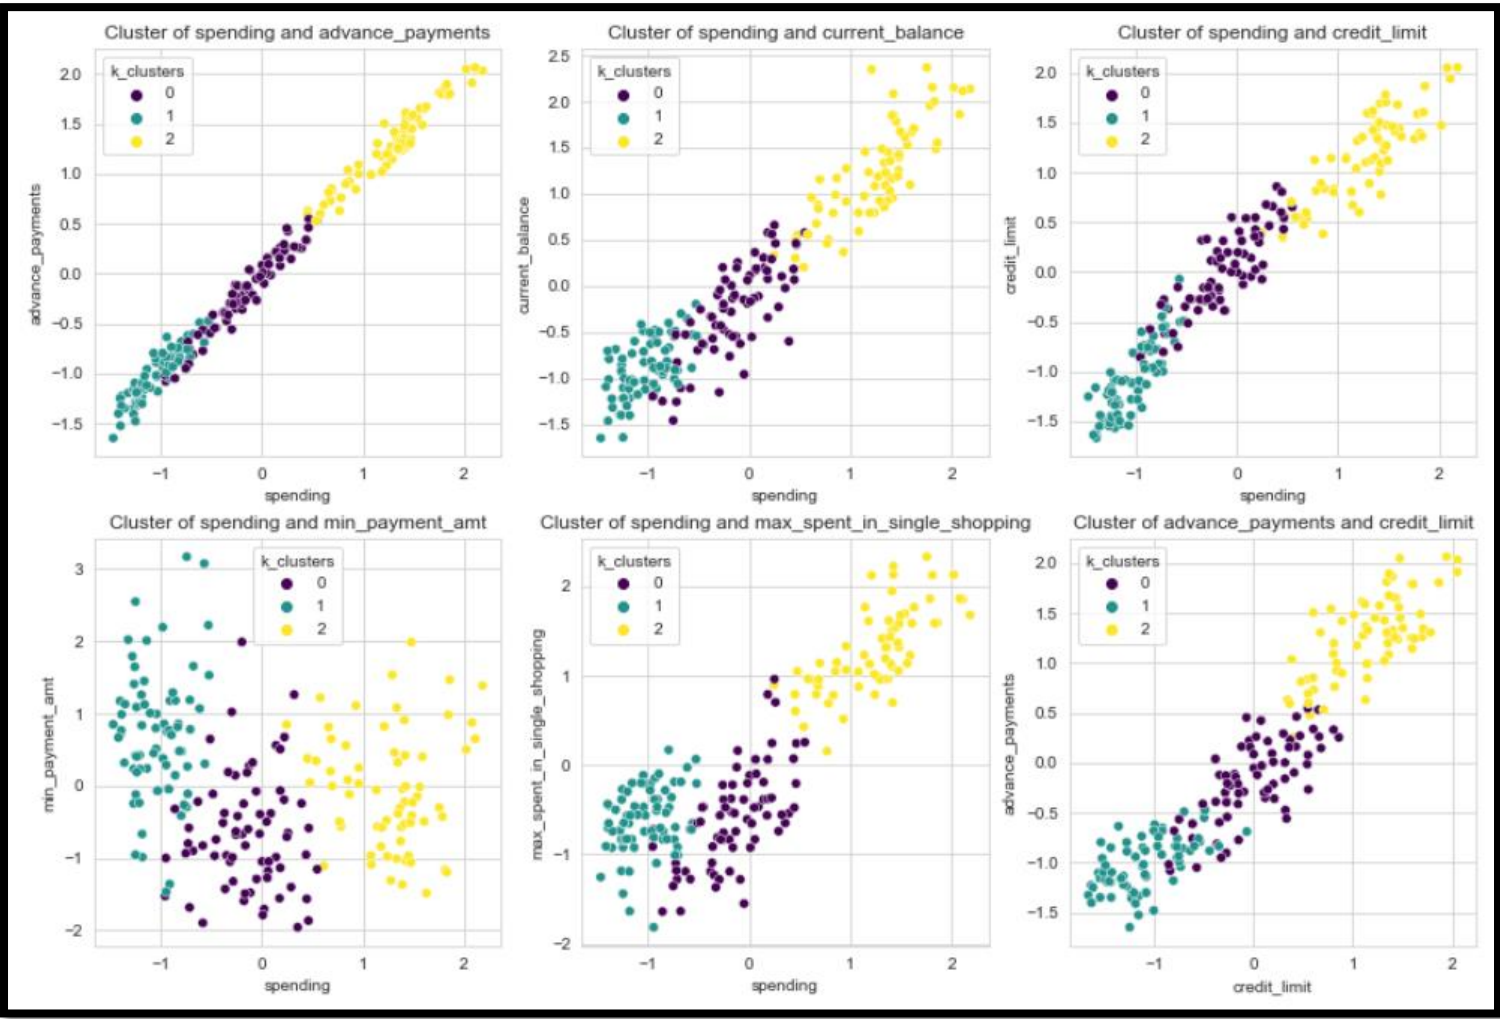 Cluster of spending and advance_payments
k_clusters
0
1
2
2.0
1.5
1.0
0.5
0.0
−0.5
−1.0
−1.5
advance_payments
−1 0 1 2
spending
Cluster of spending and current_balance
k_clusters
0
1
2
2.5
2.0
1.5
1.0
0.5
0.0
−0.5
−1.0
−1.5
current_balance
−1 0 1 2
spending
Cluster of spending and credit_limit
k_clusters
0
1
2
2.0
1.5
1.0
0.5
0.0
−0.5
−1.0
−1.5
credit_limit
−1 0 1 2
spending
Cluster of spending and min_payment_amt
k_clusters
0
1
2
3
2
1
0
−1
−2
min_payment_amt
−1 0 1 2
spending
Cluster of spending and max_spent_in_single_shopping
k_clusters
0
1
2
2
1
0
−1
−2
max_spent_in_single_shopping
−1 0 1 2
spending
Cluster of advance_payments and credit_limit
k_clusters
0
1
2
2.0
1.5
1.0
0.5
0.0
−0.5
−1.0
−1.5
advance_payments
−1 0 1 2
credit_limit